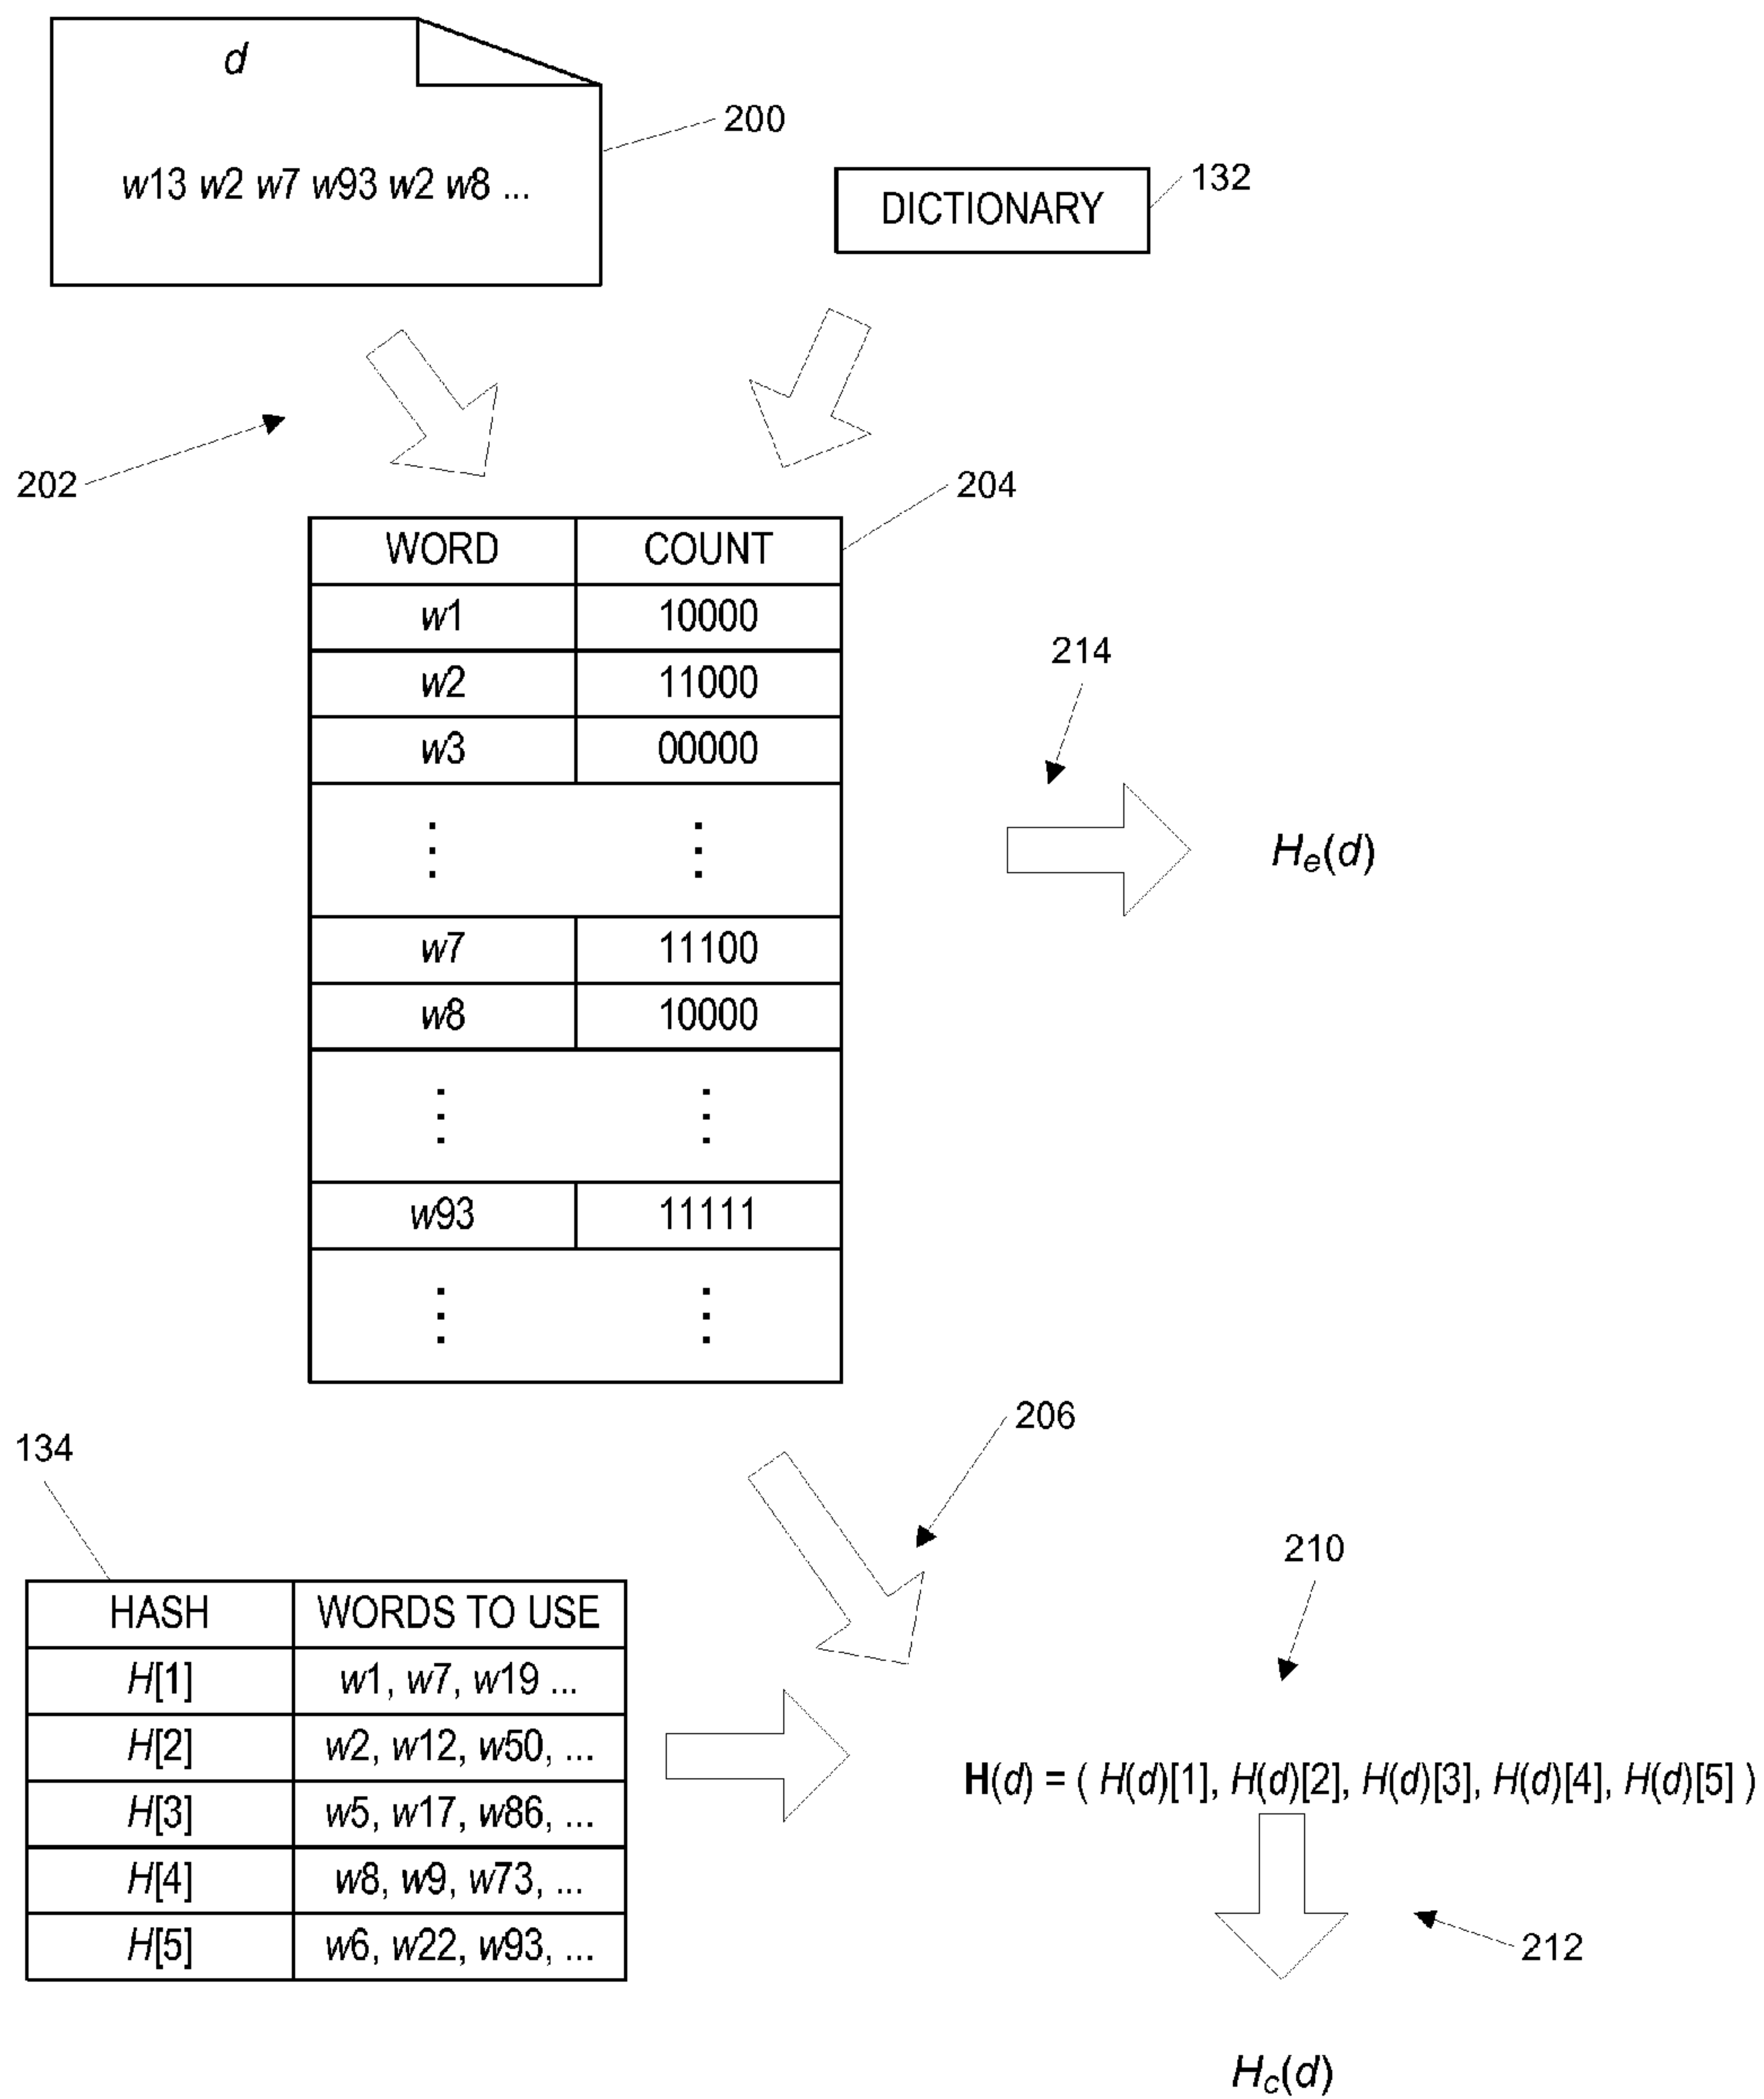 d
200
w13 w2 w7 w93 w2 w8 ...
132
DICTIONARY
202
204
WORD COUNT
w1 10000
w2 11000
214
w3 00000
⋮ ⋮
He(d)
w7 11100
w8 10000
⋮ ⋮
w93 11111
⋮ ⋮
206
134
210
HASH WORDS TO USE
H[1] w1, w7, w19 ...
H[2] w2, w12, w50, ...
H[3] w5, w17, w86, ...
H(d) = ( H(d)[1], H(d)[2], H(d)[3], H(d)[4], H(d)[5] )
H[4] w8, w9, w73, ...
H[5] w6, w22, w93, ...
212
Hc(d)